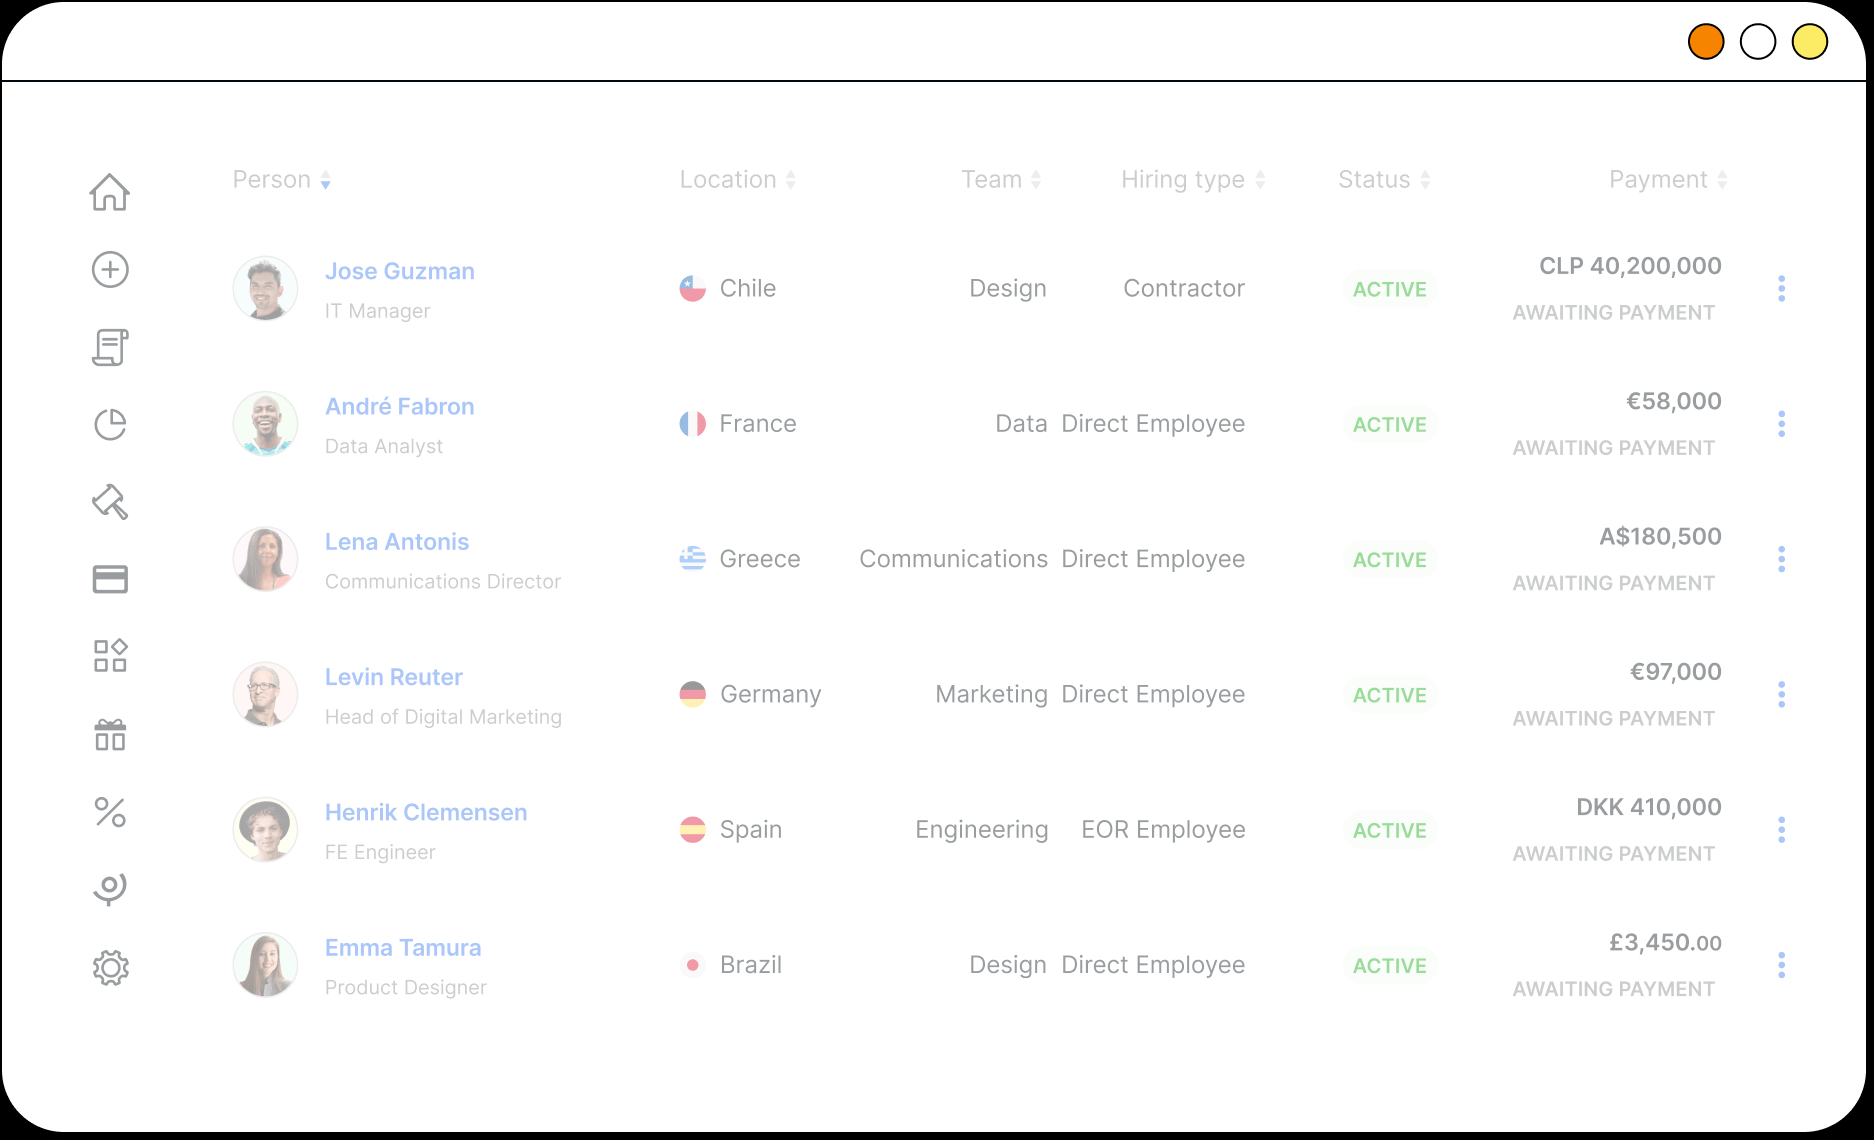 Person Location Team Hiring type Status Payment
Jose Guzman
IT Manager
Chile Design Contractor ACTIVE
CLP 40,200,000
AWAITING PAYMENT
André Fabron
Data Analyst
France Data Direct Employee ACTIVE
€58,000
AWAITING PAYMENT
Lena Antonis
Communications Director
Greece Communications Direct Employee ACTIVE
A$180,500
AWAITING PAYMENT
Levin Reuter
Head of Digital Marketing
Germany Marketing Direct Employee ACTIVE
€97,000
AWAITING PAYMENT
Henrik Clemensen
FE Engineer
Spain Engineering EOR Employee ACTIVE
DKK 410,000
AWAITING PAYMENT
Emma Tamura
Product Designer
Brazil Design Direct Employee ACTIVE
£3,450.00
AWAITING PAYMENT